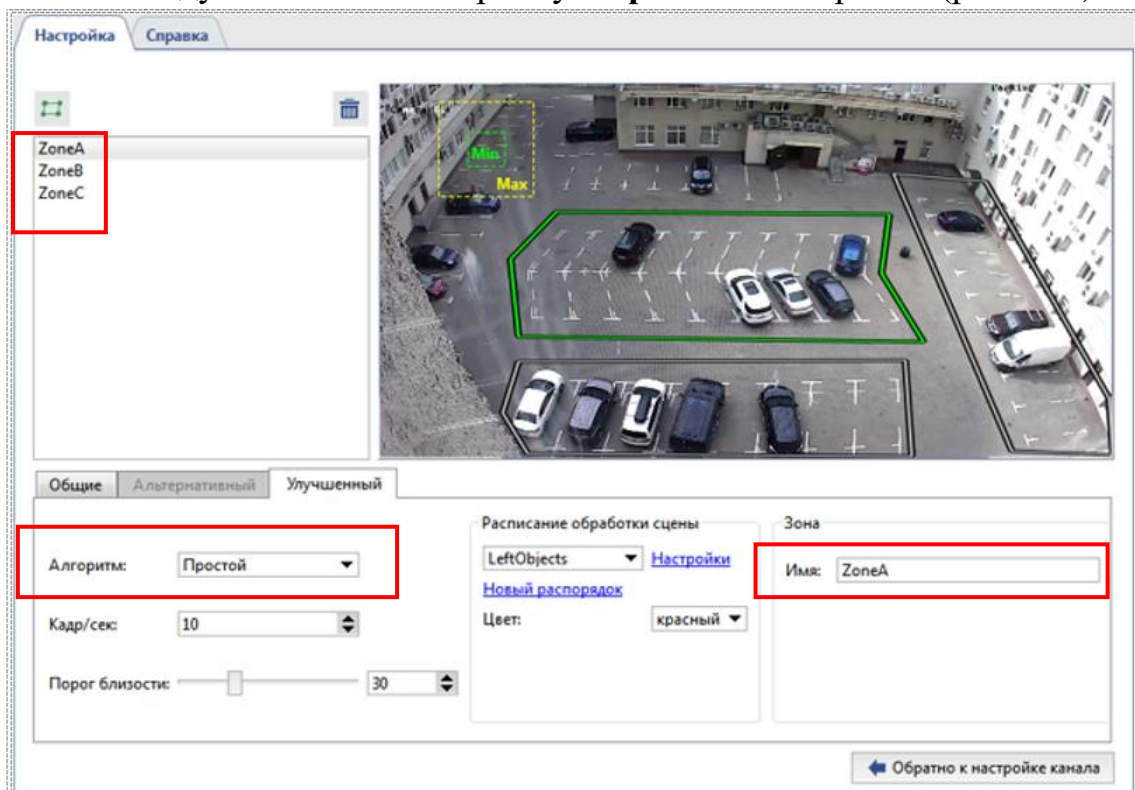 Настройка Справка
ZoneA
ZoneB
ZoneC
Min
Max
Общие Альтернативный Улучшенный
Алгоритм: Простой
Кадр/сек: 10
Порог близости: 30
Расписание обработки сцены
LeftObjects Настройки
Новый распорядок
Цвет: красный
Зона
Имя: ZoneA
Обратно к настройке канала